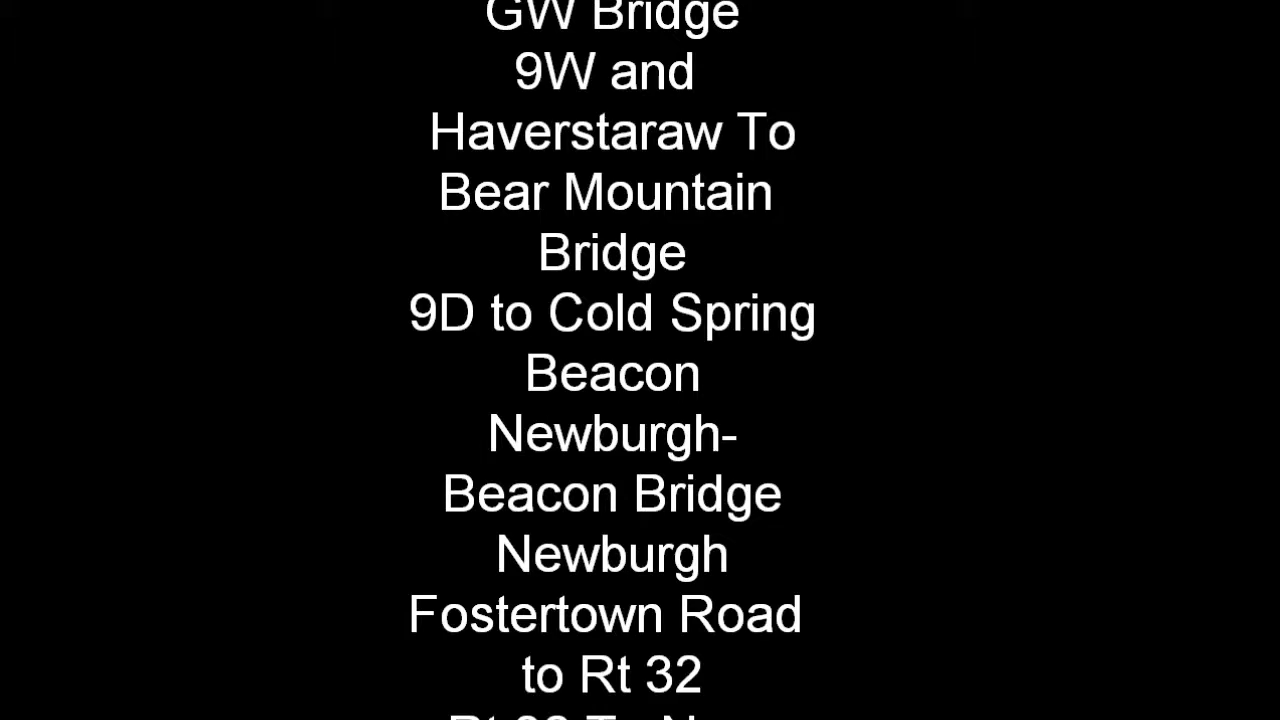 GW Bridge
9W and
Haverstaraw To
Bear Mountain
Bridge
9D to Cold Spring
Beacon
Newburgh-
Beacon Bridge
Newburgh
Fostertown Road
to Rt 32